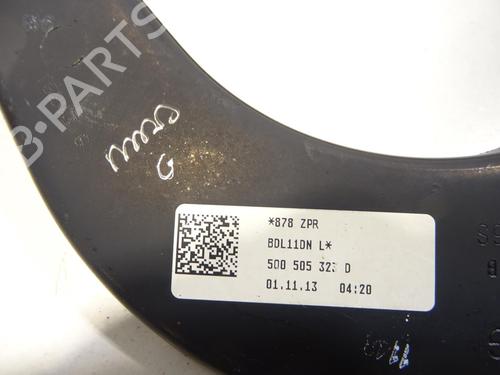 B-PARTS
*878 ZPR
BDL11DN L*
500 505 323 D
01.11.13 04:20